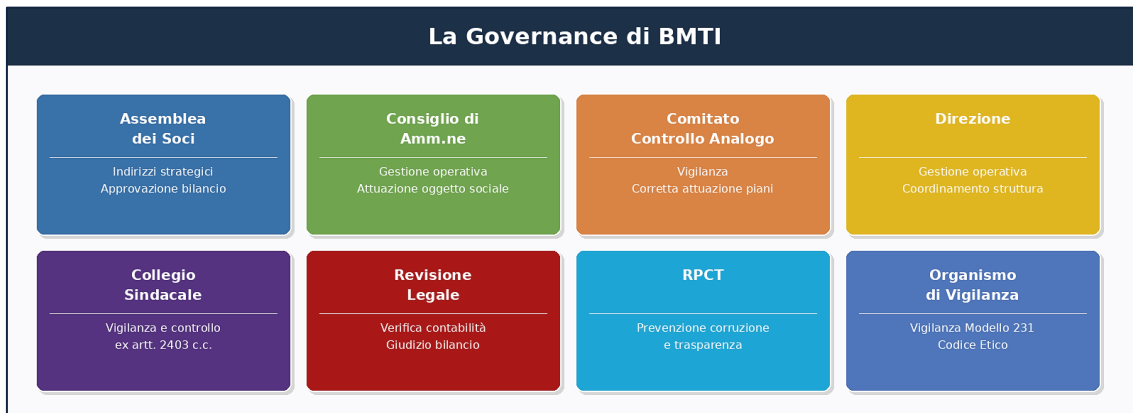 La Governance di BMTI
Assemblea
dei Soci
Indirizzi strategici
Approvazione bilancio
Consiglio di
Amm.ne
Gestione operativa
Attuazione oggetto sociale
Comitato
Controllo Analogo
Vigilanza
Corretta attuazione piani
Direzione
Gestione operativa
Coordinamento struttura
Collegio
Sindacale
Vigilanza e controllo
ex artt. 2403 c.c.
Revisione
Legale
Verifica contabilità
Giudizio bilancio
RPCT
Prevenzione corruzione
e trasparenza
Organismo
di Vigilanza
Vigilanza Modello 231
Codice Etico